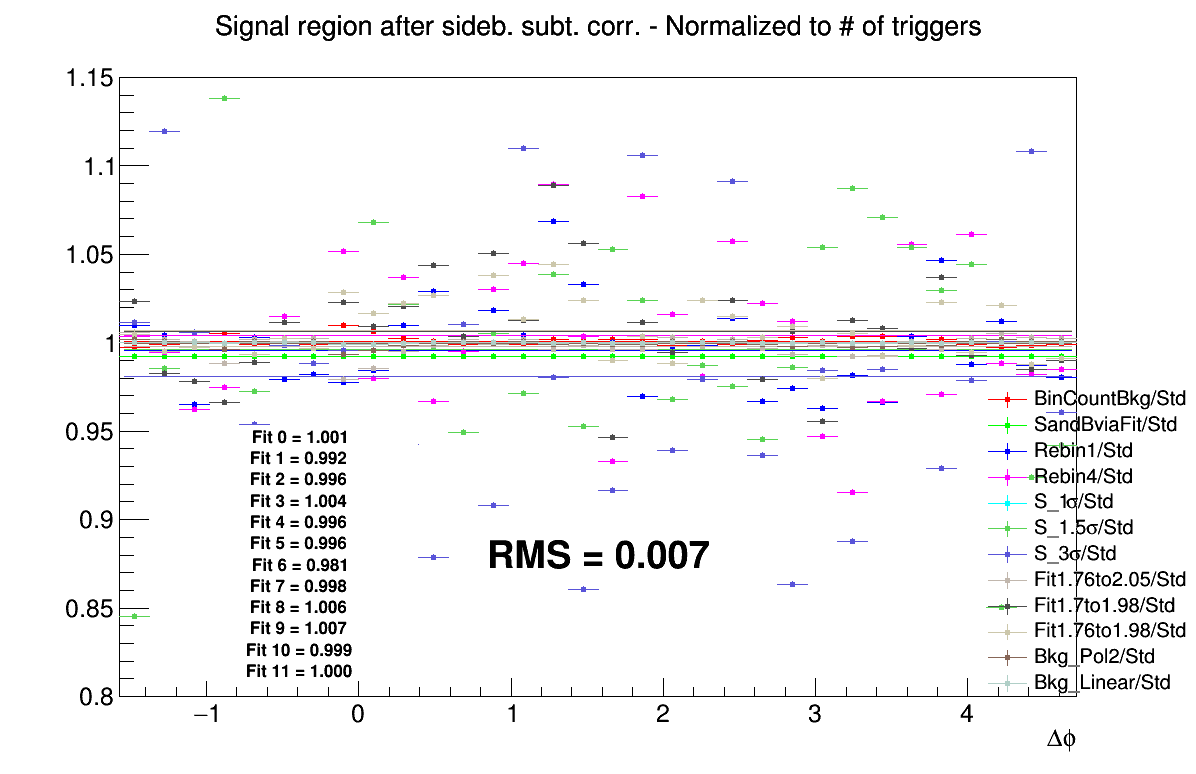 Signal region after sideb. subt. corr. - Normalized to # of triggers
1.15
1.1
1.05
1
0.95
0.9
0.85
0.8
−1
0
1
2
3
4
Δϕ
Fit 0 = 1.001
Fit 1 = 0.992
Fit 2 = 0.996
Fit 3 = 1.004
Fit 4 = 0.996
Fit 5 = 0.996
Fit 6 = 0.981
Fit 7 = 0.998
Fit 8 = 1.006
Fit 9 = 1.007
Fit 10 = 0.999
Fit 11 = 1.000
RMS = 0.007
BinCountBkg/Std
SandBviaFit/Std
Rebin1/Std
Rebin4/Std
S_1σ/Std
S_1.5σ/Std
S_3σ/Std
Fit1.76to2.05/Std
Fit1.7to1.98/Std
Fit1.76to1.98/Std
Bkg_Pol2/Std
Bkg_Linear/Std